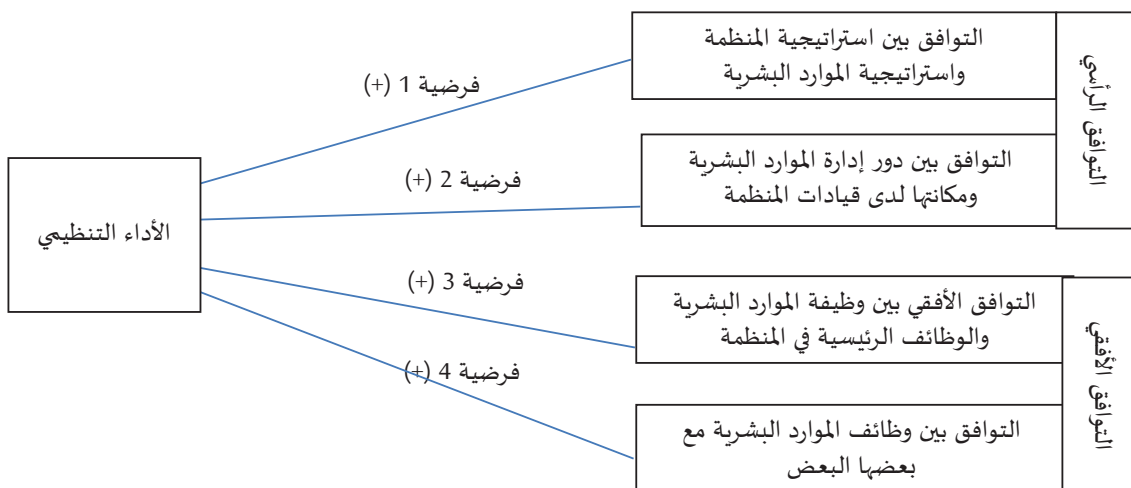 التوافق بين استراتيجية المنظمة
واستراتيجية الموارد البشرية
التوافق الرأسي
فرضية 1 (+)
التوافق بين دور إدارة الموارد البشرية
ومكانتها لدى قيادات المنظمة
فرضية 2 (+)
الأداء التنظيمي
فرضية 3 (+)
التوافق الأفقي بين وظيفة الموارد البشرية
والوظائف الرئيسية في المنظمة
التوافق الأفقي
فرضية 4 (+)
التوافق بين وظائف الموارد البشرية مع
بعضها البعض